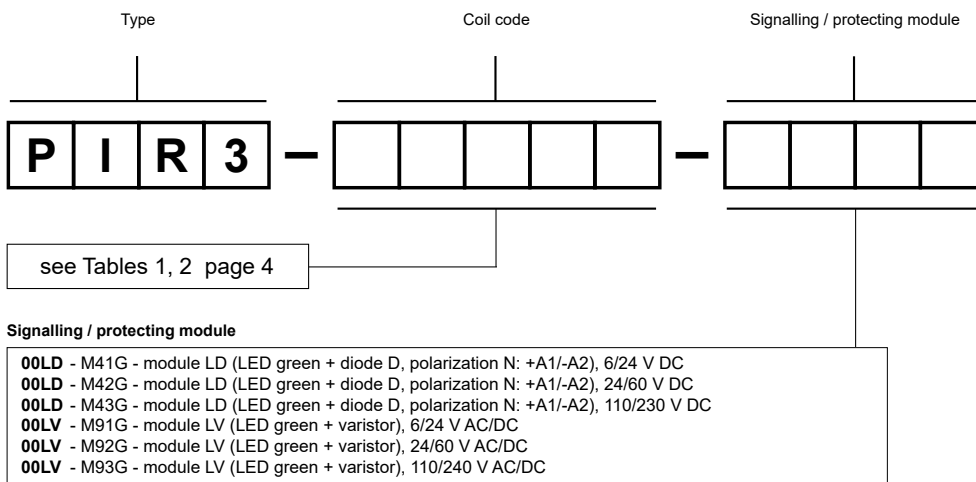 Type Coil code Signalling / protecting module
P I R 3 – –
see Tables 1, 2 page 4
Signalling / protecting module
00LD - M41G - module LD (LED green + diode D, polarization N: +A1/-A2), 6/24 V DC
00LD - M42G - module LD (LED green + diode D, polarization N: +A1/-A2), 24/60 V DC
00LD - M43G - module LD (LED green + diode D, polarization N: +A1/-A2), 110/230 V DC
00LV - M91G - module LV (LED green + varistor), 6/24 V AC/DC
00LV - M92G - module LV (LED green + varistor), 24/60 V AC/DC
00LV - M93G - module LV (LED green + varistor), 110/240 V AC/DC